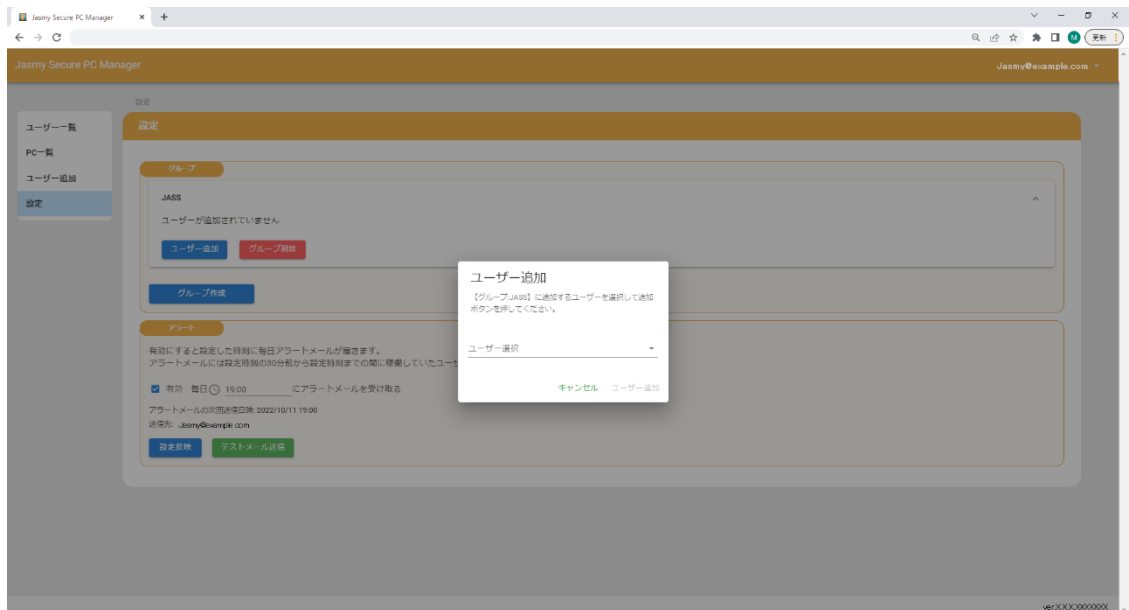 Jasmy Secure PC Manager
更新
Jasmy Secure PC Manager
Jasmy@example.com
設定
ユーザー一覧
PC一覧
ユーザー追加
設定
設定
グループ
JASS
ユーザーが追加されていません
ユーザー追加
グループ削除
グループ作成
アラート
有効にすると設定した時刻に毎日アラートメールが届きます。
アラートメールには設定時刻の30分前から設定時刻までの間に稼働していたユーザ
有効 毎日 19:00 にアラートメールを受け取る
アラートメールの次回送信日時: 2022/10/11 19:00
送信先: Jasmy@example.com
設定反映
テストメール送信
ユーザー追加
【グループ:JASS】に追加するユーザーを選択して追加
ボタンを押してください。
ユーザー選択
キャンセル
ユーザー追加
ver.X.X.XXXXXXXX